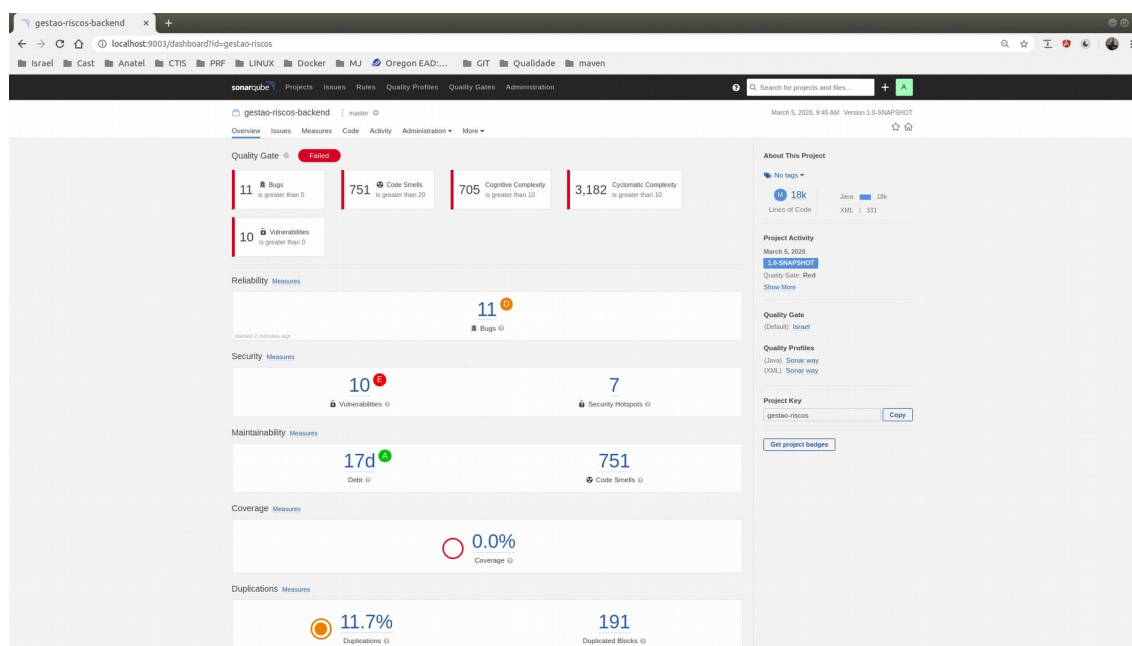 gestao-riscos-backend × +
localhost:9003/dashboard?id=gestao-riscos
Israel Cast Anatel CTIS PRF LINUX Docker MJ Oregon EAD:... GIT Qualidade maven
sonarqube Projects Issues Rules Quality Profiles Quality Gates Administration Search for projects and files... + A
gestao-riscos-backend master March 5, 2020, 9:45 AM Version 1.0-SNAPSHOT
Overview Issues Measures Code Activity Administration More
Quality Gate Failed
11 Bugs
is greater than 0
751 Code Smells
is greater than 20
705 Cognitive Complexity
is greater than 10
3,182 Cyclomatic Complexity
is greater than 10
10 Vulnerabilities
is greater than 0
Reliability Measures
11 D
Bugs
started 2 minutes ago
Security Measures
10 E
Vulnerabilities
7
Security Hotspots
Maintainability Measures
17d A
Debt
751
Code Smells
Coverage Measures
0.0%
Coverage
Duplications Measures
11.7%
Duplications
191
Duplicated Blocks
About This Project
No tags
M 18k
Lines of Code
Java 18k
XML 331
Project Activity
March 5, 2020
1.0-SNAPSHOT
Quality Gate: Red
Show More
Quality Gate
(Default) Israel
Quality Profiles
(Java) Sonar way
(XML) Sonar way
Project Key
gestao-riscos Copy
Get project badges